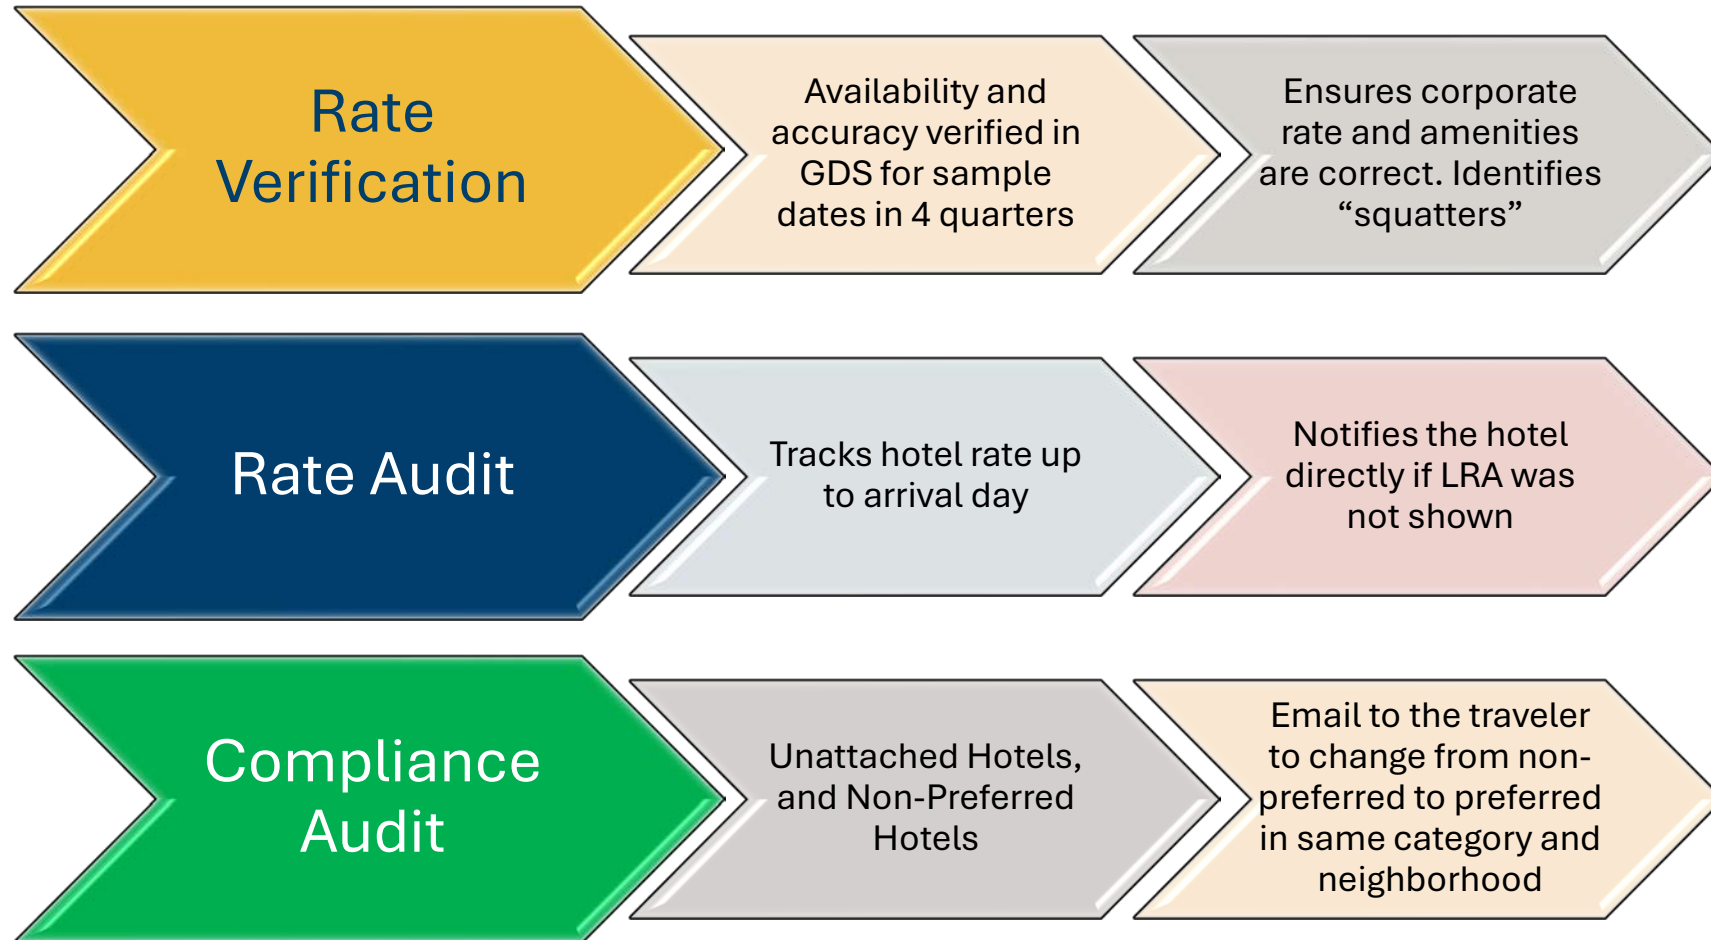 Rate
Verification
Availability and
accuracy verified in
GDS for sample
dates in 4 quarters
Ensures corporate
rate and amenities
are correct. Identifies
“squatters”
Rate Audit
Tracks hotel rate up
to arrival day
Notifies the hotel
directly if LRA was
not shown
Compliance
Audit
Unattached Hotels,
and Non-Preferred
Hotels
Email to the traveler
to change from non-
preferred to preferred
in same category and
neighborhood